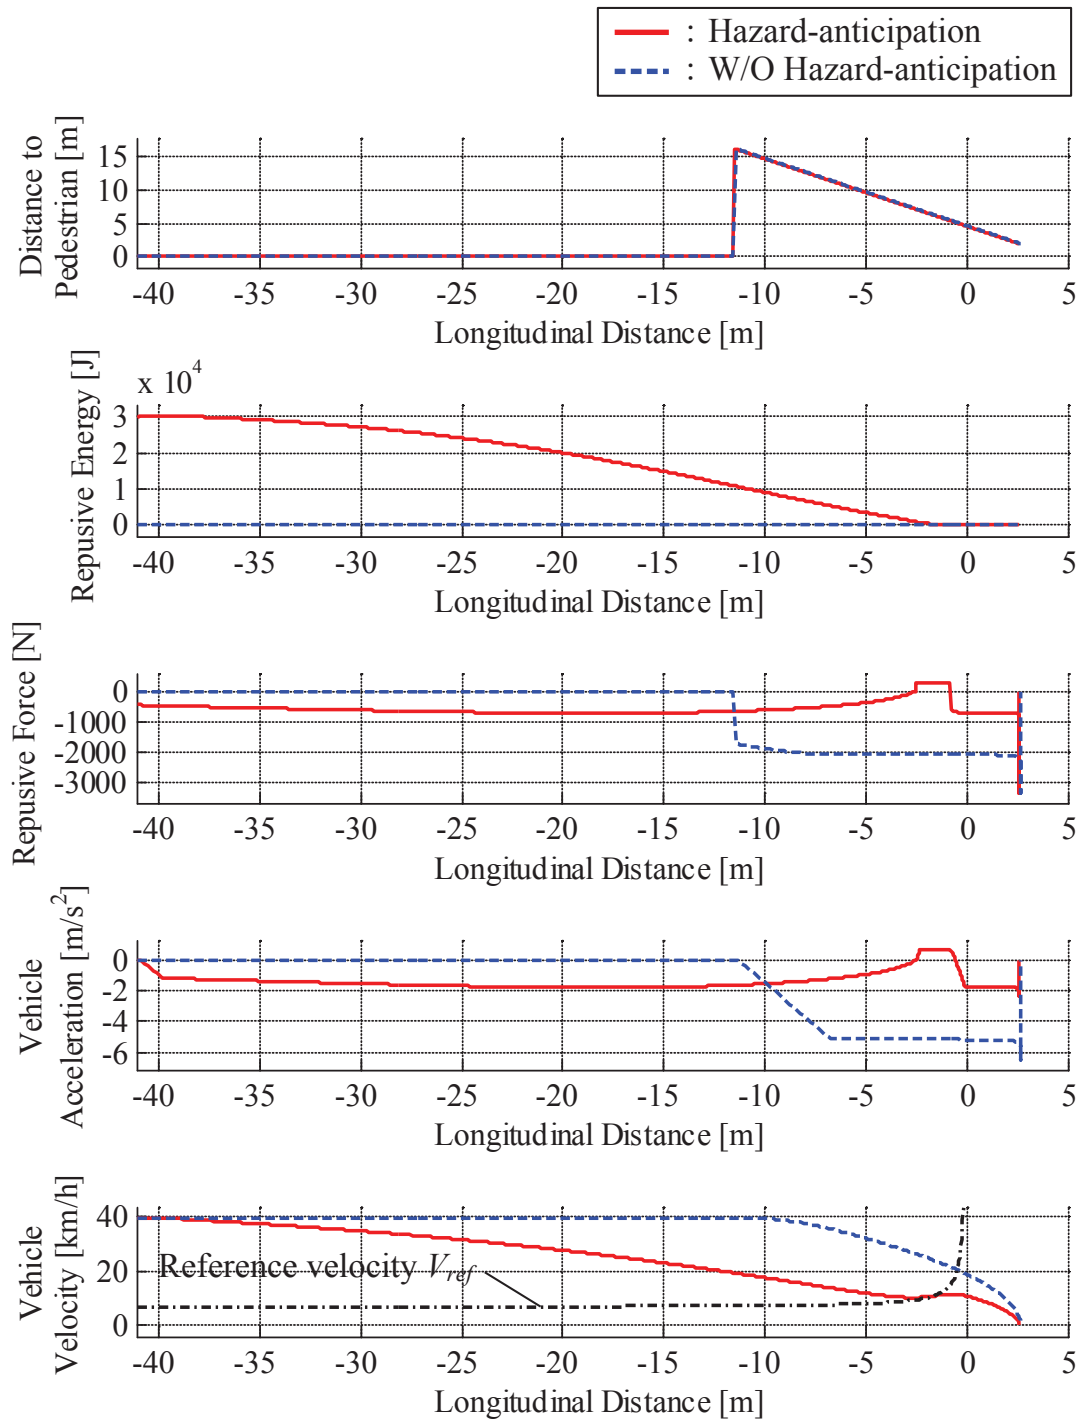 : Hazard-anticipation
: W/O Hazard-anticipation
Distance to
Pedestrian [m]
15
10
5
0
-40 -35 -30 -25 -20 -15 -10 -5 0 5
Longitudinal Distance [m]
Repusive Energy [J]
x 10⁴
3
2
1
0
-40 -35 -30 -25 -20 -15 -10 -5 0 5
Longitudinal Distance [m]
Repusive Force [N]
0
-1000
-2000
-3000
-40 -35 -30 -25 -20 -15 -10 -5 0 5
Longitudinal Distance [m]
Vehicle
Acceleration [m/s²]
0
-2
-4
-6
-40 -35 -30 -25 -20 -15 -10 -5 0 5
Longitudinal Distance [m]
Vehicle
Velocity [km/h]
40
20
0
Reference velocity Vref
-40 -35 -30 -25 -20 -15 -10 -5 0 5
Longitudinal Distance [m]